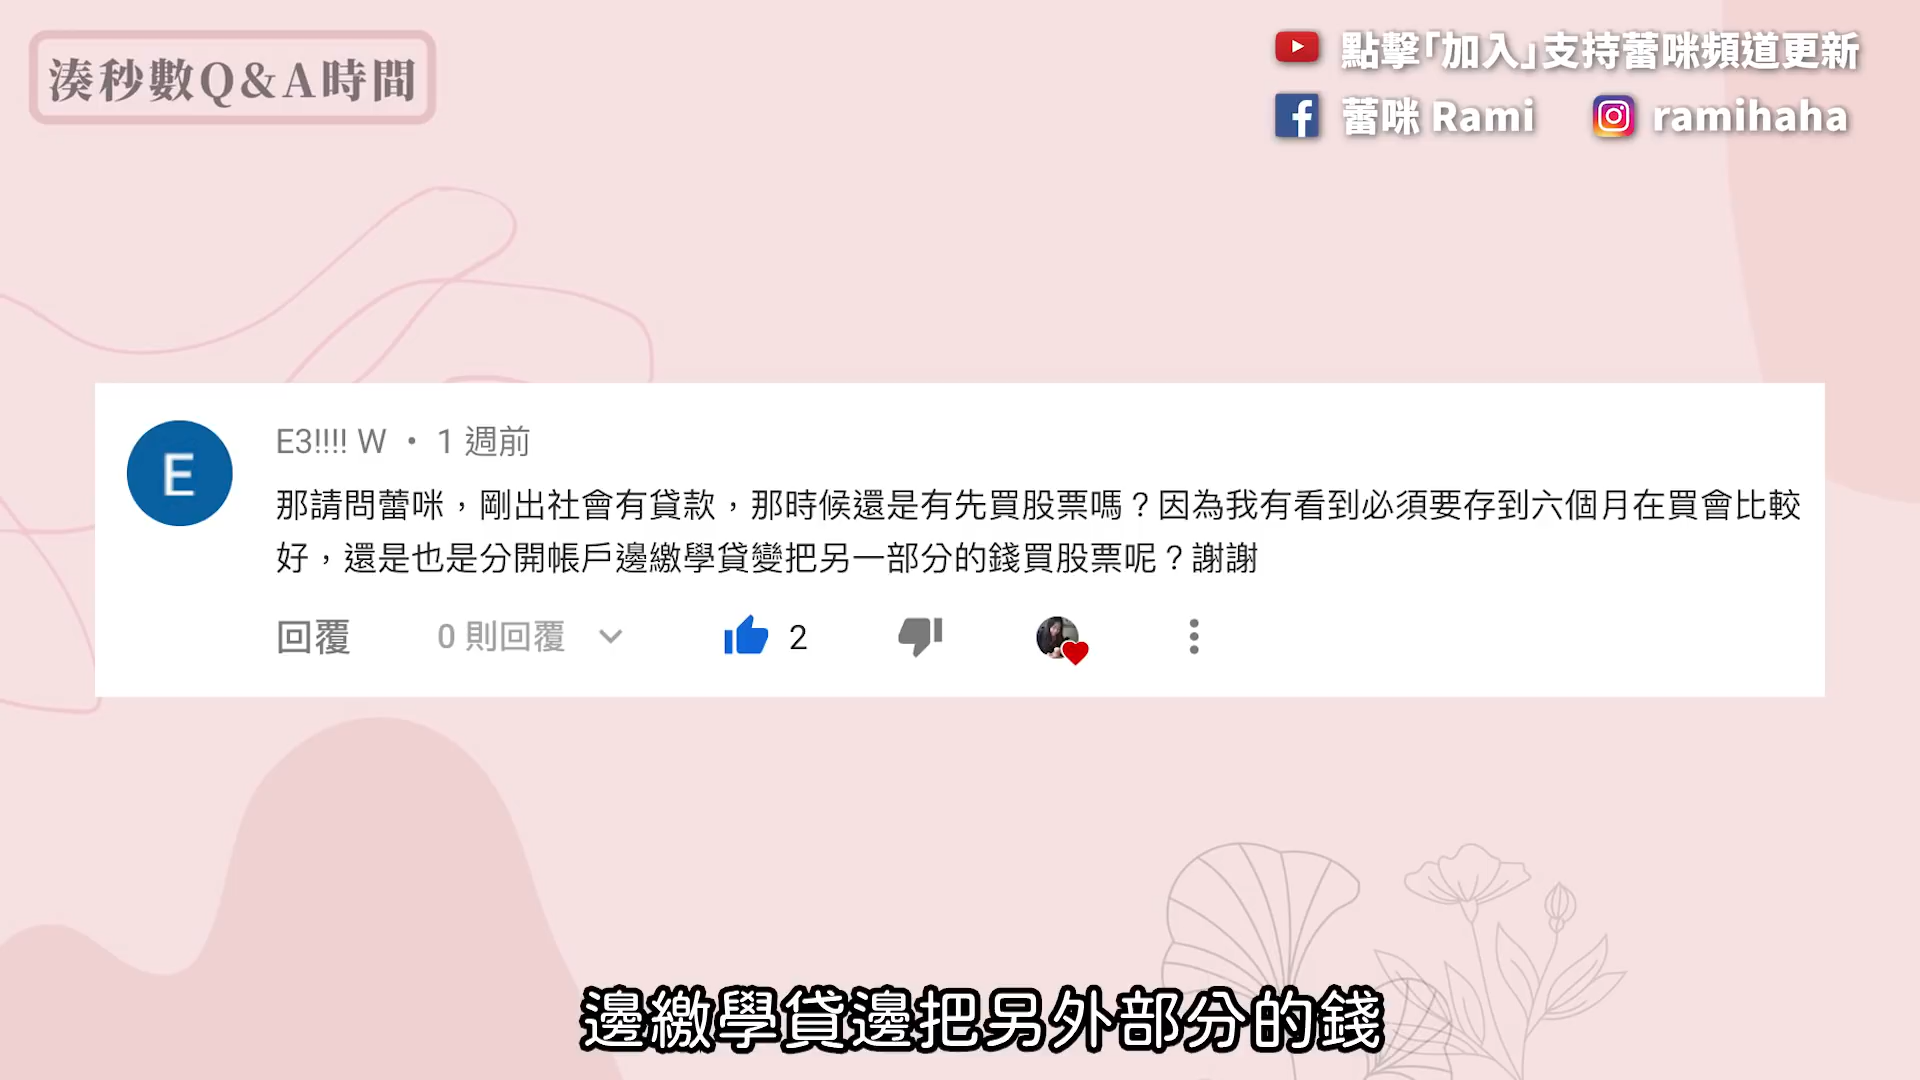 湊秒數Q&A時間
點擊「加入」支持蕾咪頻道更新
蕾咪 Rami
ramihaha
E
E3!!!! W • 1 週前
那請問蕾咪，剛出社會有貸款，那時候還是有先買股票嗎？因為我有看到必須要存到六個月在買會比較
好，還是也是分開帳戶邊繳學貸變把另一部分的錢買股票呢？謝謝
回覆
0 則回覆
2
邊繳學貸邊把另外部分的錢